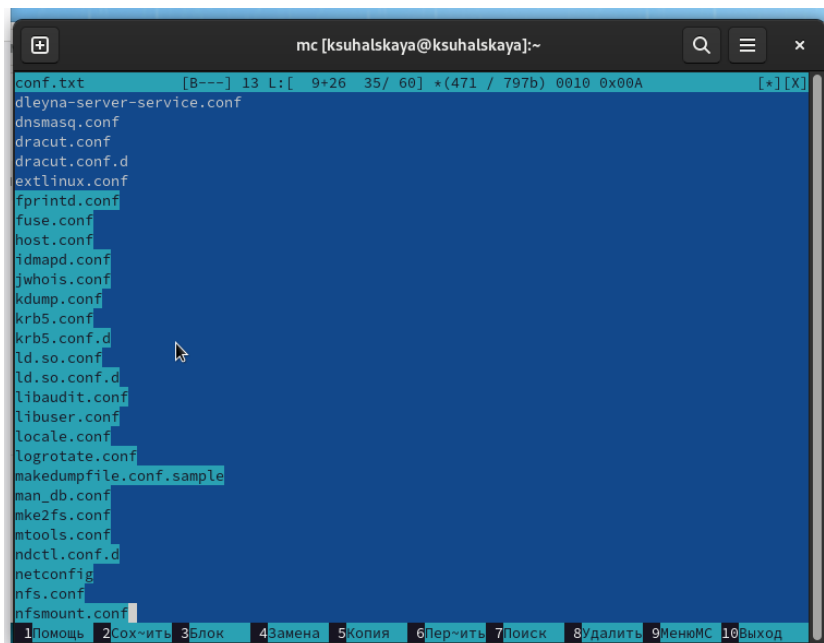 mc [ksuhalskaya@ksuhalskaya]:~
conf.txt [B---] 13 L:[ 9+26 35/ 60] *(471 / 797b) 0010 0x00A [*][X]
dleyna-server-service.conf
dnsmasq.conf
dracut.conf
dracut.conf.d
extlinux.conf
fprintd.conf
fuse.conf
host.conf
idmapd.conf
jwhois.conf
kdump.conf
krb5.conf
krb5.conf.d
ld.so.conf
ld.so.conf.d
libaudit.conf
libuser.conf
locale.conf
logrotate.conf
makedumpfile.conf.sample
man_db.conf
mke2fs.conf
mtools.conf
ndctl.conf.d
netconfig
nfs.conf
nfsmount.conf
1Помощь 2Сох~ить 3Блок 4Замена 5Копия 6Пер~ить 7Поиск 8Удалить 9МенюMC 10Выход